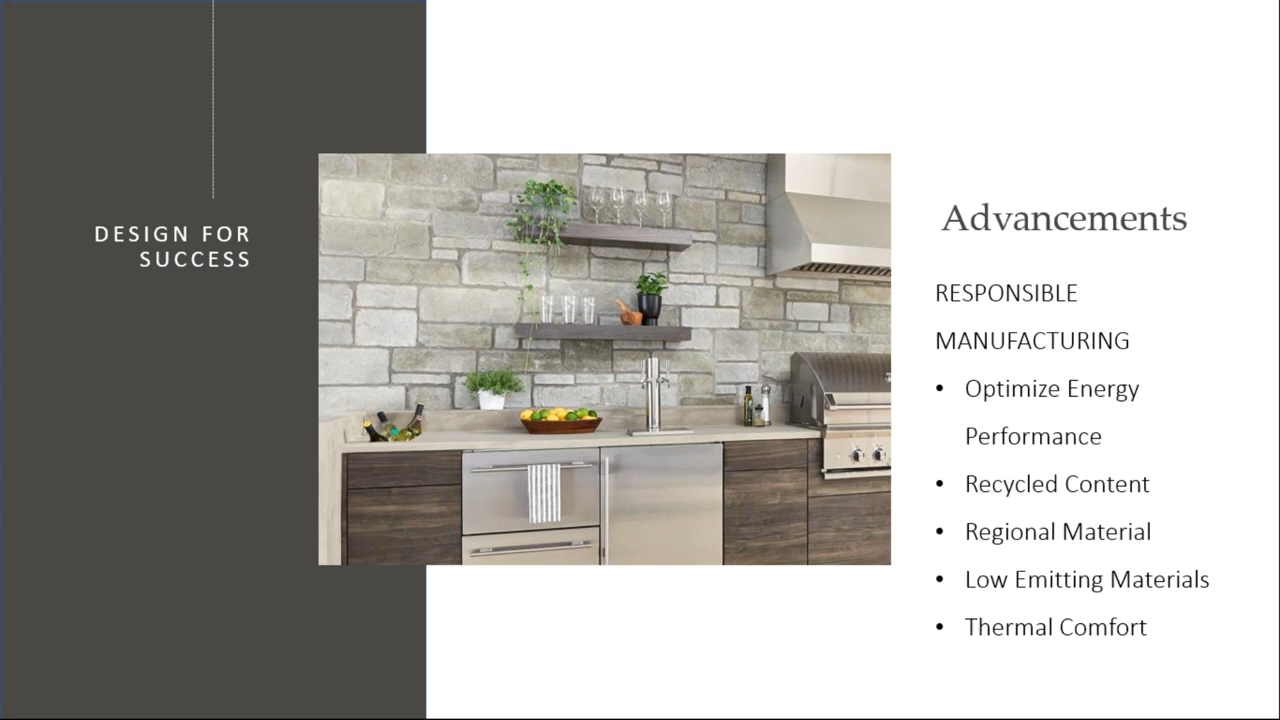 DESIGN FOR
SUCCESS
Advancements
RESPONSIBLE
MANUFACTURING
• Optimize Energy
Performance
• Recycled Content
• Regional Material
• Low Emitting Materials
• Thermal Comfort